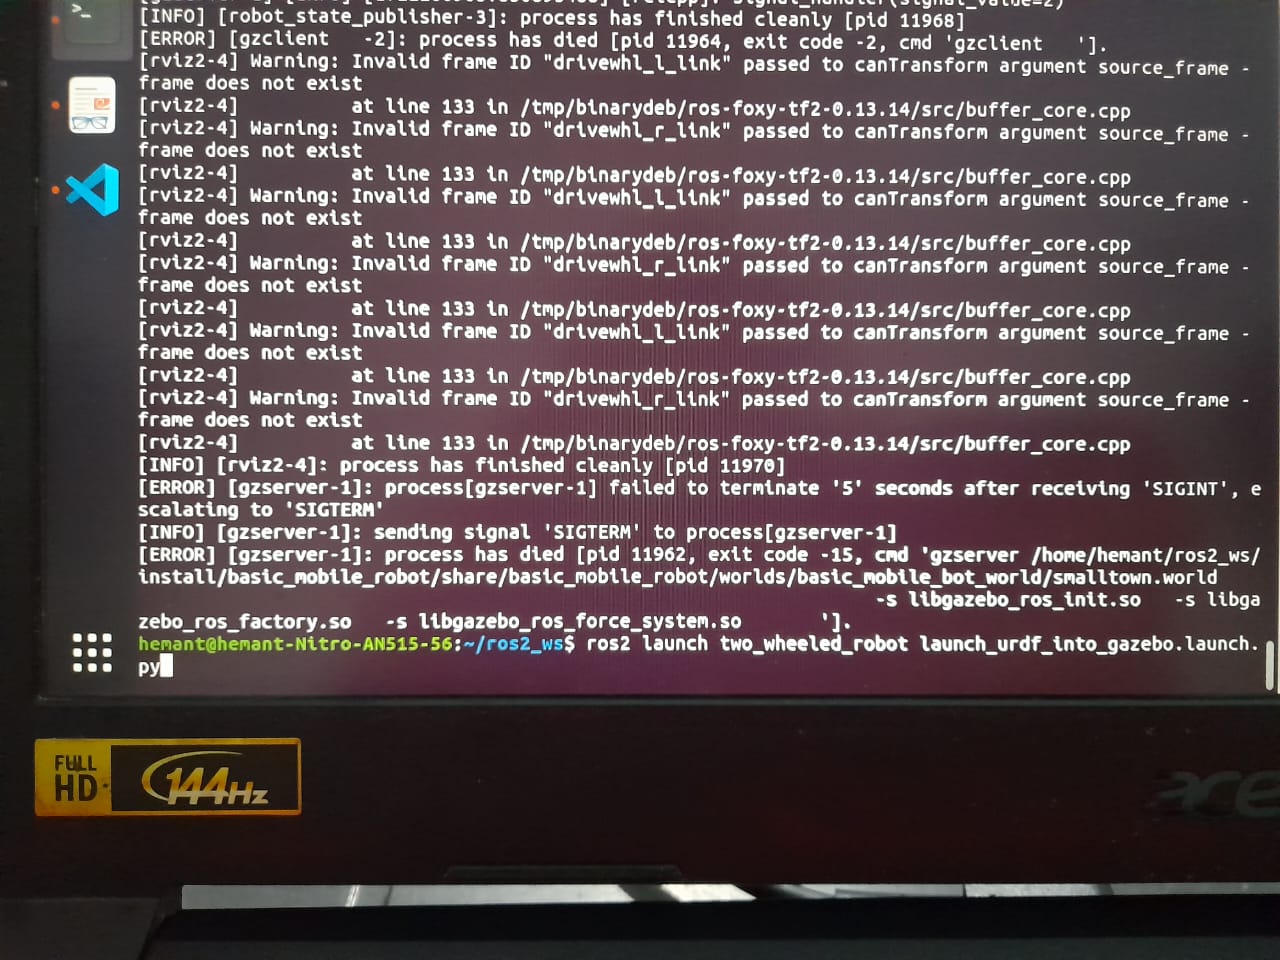 [INFO] [robot_state_publisher-3]: process has finished cleanly [pid 11968]
[ERROR] [gzclient   -2]: process has died [pid 11964, exit code -2, cmd 'gzclient   '].
[rviz2-4] Warning: Invalid frame ID "drivewhl_l_link" passed to canTransform argument source_frame -
frame does not exist
[rviz2-4]          at line 133 in /tmp/binarydeb/ros-foxy-tf2-0.13.14/src/buffer_core.cpp
[rviz2-4] Warning: Invalid frame ID "drivewhl_r_link" passed to canTransform argument source_frame -
frame does not exist
[rviz2-4]          at line 133 in /tmp/binarydeb/ros-foxy-tf2-0.13.14/src/buffer_core.cpp
[rviz2-4] Warning: Invalid frame ID "drivewhl_l_link" passed to canTransform argument source_frame -
frame does not exist
[rviz2-4]          at line 133 in /tmp/binarydeb/ros-foxy-tf2-0.13.14/src/buffer_core.cpp
[rviz2-4] Warning: Invalid frame ID "drivewhl_r_link" passed to canTransform argument source_frame -
frame does not exist
[rviz2-4]          at line 133 in /tmp/binarydeb/ros-foxy-tf2-0.13.14/src/buffer_core.cpp
[rviz2-4] Warning: Invalid frame ID "drivewhl_l_link" passed to canTransform argument source_frame -
frame does not exist
[rviz2-4]          at line 133 in /tmp/binarydeb/ros-foxy-tf2-0.13.14/src/buffer_core.cpp
[rviz2-4] Warning: Invalid frame ID "drivewhl_r_link" passed to canTransform argument source_frame -
frame does not exist
[rviz2-4]          at line 133 in /tmp/binarydeb/ros-foxy-tf2-0.13.14/src/buffer_core.cpp
[INFO] [rviz2-4]: process has finished cleanly [pid 11970]
[ERROR] [gzserver-1]: process[gzserver-1] failed to terminate '5' seconds after receiving 'SIGINT', e
scalating to 'SIGTERM'
[INFO] [gzserver-1]: sending signal 'SIGTERM' to process[gzserver-1]
[ERROR] [gzserver-1]: process has died [pid 11962, exit code -15, cmd 'gzserver /home/hemant/ros2_ws/
install/basic_mobile_robot/share/basic_mobile_robot/worlds/basic_mobile_bot_world/smalltown.world
-s libgazebo_ros_init.so   -s libga
zebo_ros_factory.so   -s libgazebo_ros_force_system.so       '].
hemant@hemant-Nitro-AN515-56:~/ros2_ws$ ros2 launch two_wheeled_robot launch_urdf_into_gazebo.launch.
py
FULL
HD
144Hz
acer